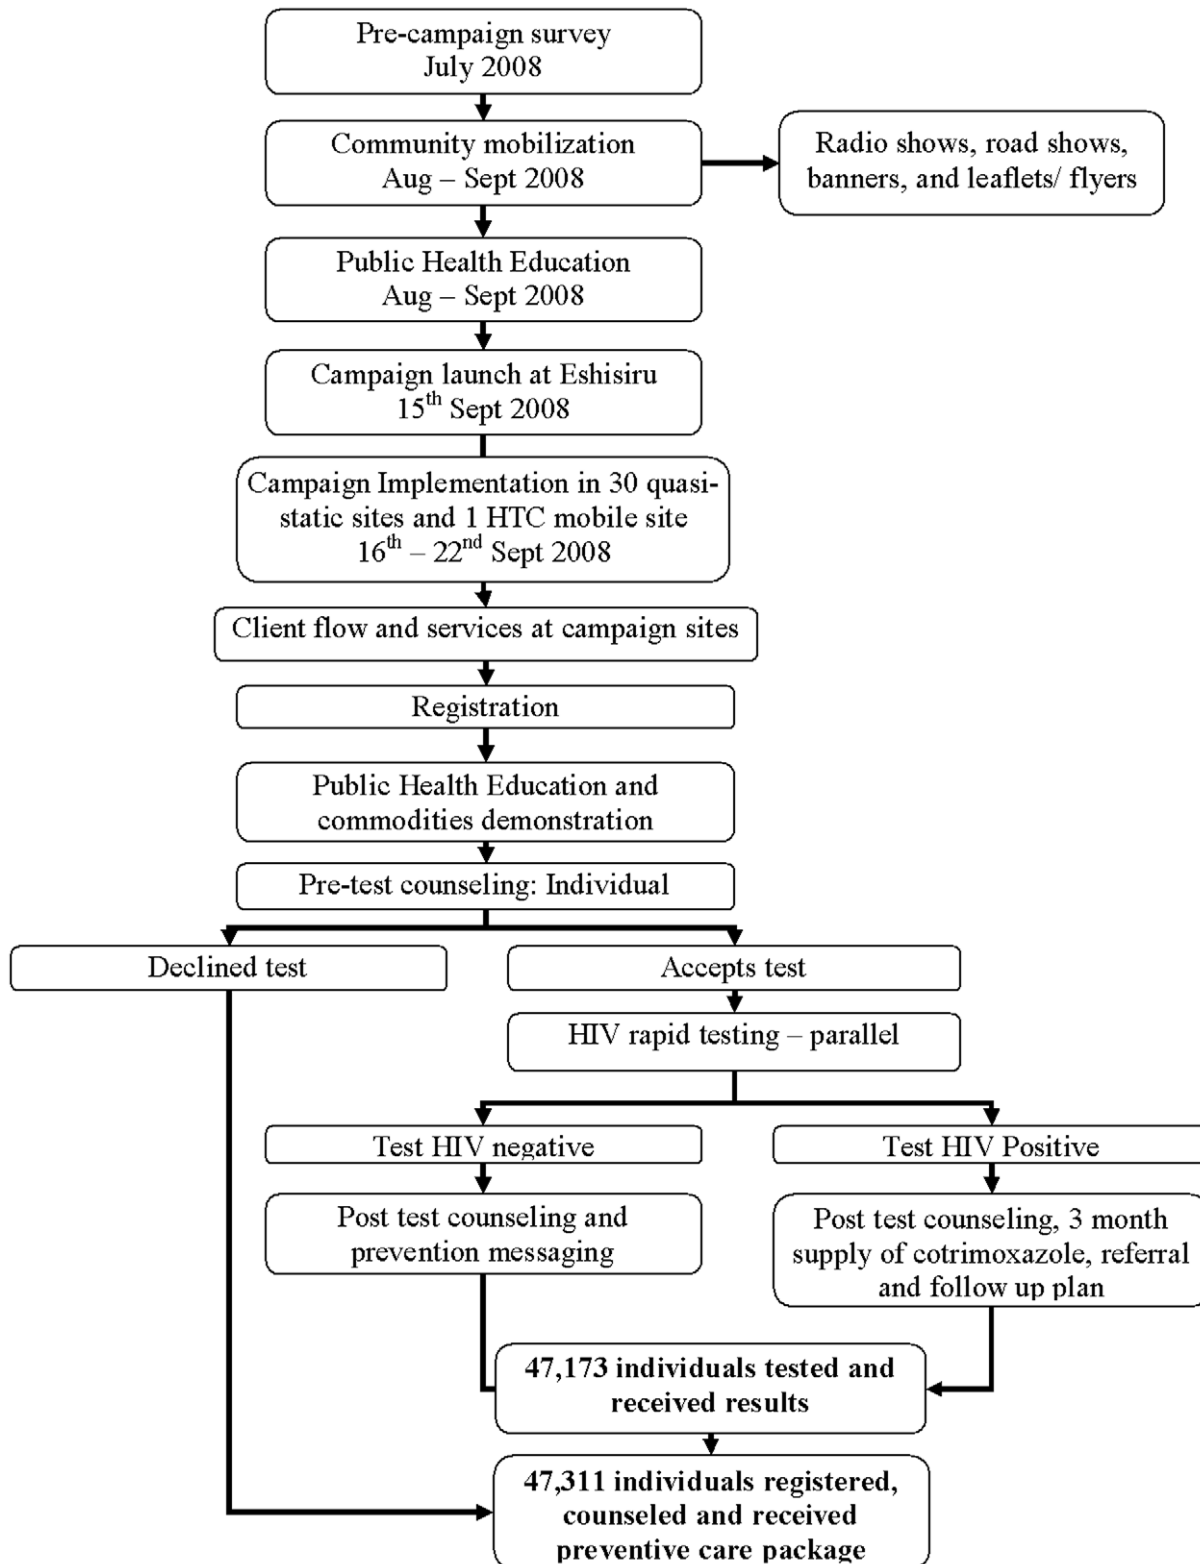 Pre-campaign survey
July 2008
Community mobilization
Aug – Sept 2008
Radio shows, road shows,
banners, and leaflets/ flyers
Public Health Education
Aug – Sept 2008
Campaign launch at Eshisiru
15th Sept 2008
Campaign Implementation in 30 quasi-
static sites and 1 HTC mobile site
16th – 22nd Sept 2008
Client flow and services at campaign sites
Registration
Public Health Education and
commodities demonstration
Pre-test counseling: Individual
Declined test
Accepts test
HIV rapid testing – parallel
Test HIV negative
Test HIV Positive
Post test counseling and
prevention messaging
Post test counseling, 3 month
supply of cotrimoxazole, referral
and follow up plan
47,173 individuals tested and
received results
47,311 individuals registered,
counseled and received
preventive care package